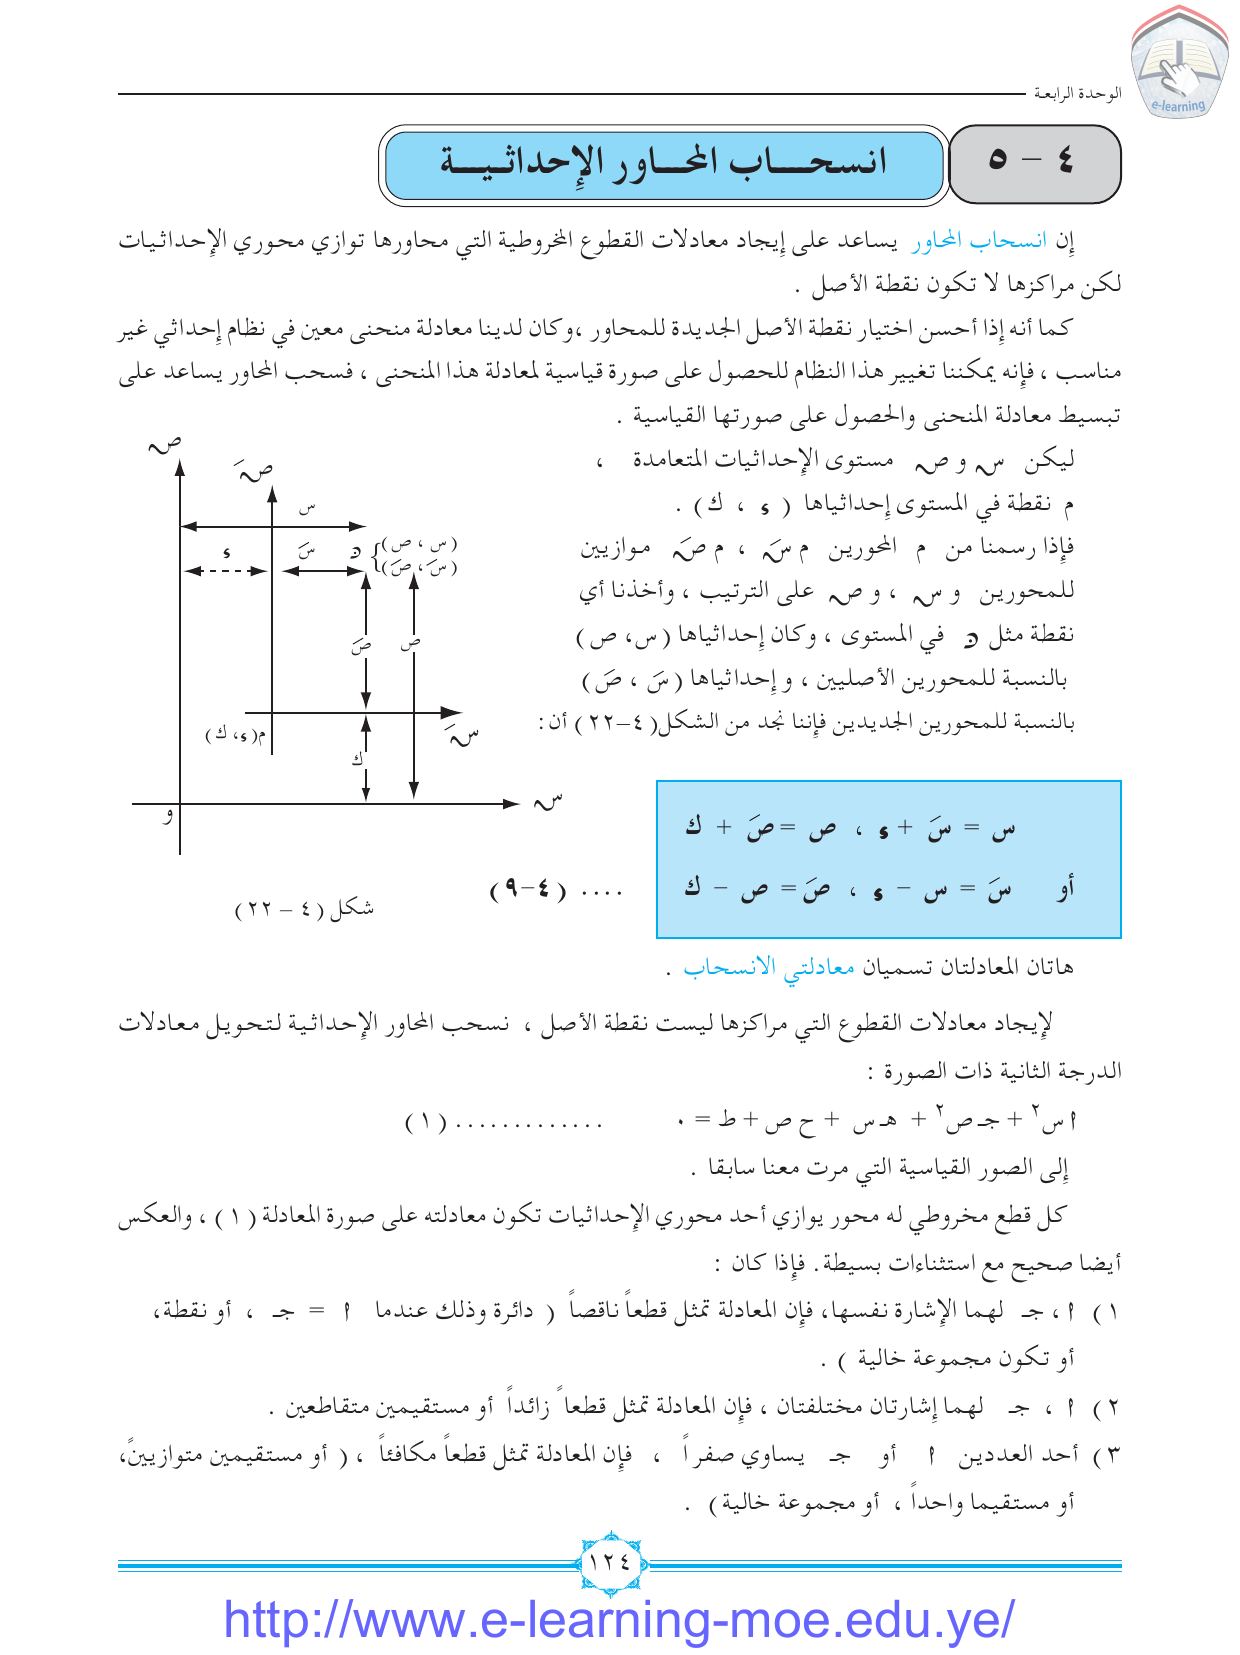 الوحدة الرابعة
e-learning
٤ – ٥
انسحاب المحاور الإحداثية
إن انسحاب المحاور يساعد على إيجاد معادلات القطوع المخروطية التي محاورها توازي محوري الإحداثيات
لكن مراكزها لا تكون نقطة الأصل .
كما أنه إذا أحسن اختيار نقطة الأصل الجديدة للمحاور ،وكان لدينا معادلة منحنى معين في نظام إحداثي غير
مناسب ، فإنه يمكننا تغيير هذا النظام للحصول على صورة قياسية لمعادلة هذا المنحنى ، فسحب المحاور يساعد على
تبسيط معادلة المنحنى والحصول على صورتها القياسية .
ليكن س و ص مستوى الإحداثيات المتعامدة ،
م نقطة في المستوى إحداثياها ( ء ، ك ) .
فإذا رسمنا من م المحورين م سَ ، م صَ موازيين
للمحورين و س ، و ص على الترتيب ، وأخذنا أي
نقطة مثل ن في المستوى ، وكان إحداثياها ( س، ص )
بالنسبة للمحورين الأصليين ، و إحداثياها ( سَ ، صَ )
بالنسبة للمحورين الجديدين فإننا نجد من الشكل( ٤–٢٢ ) أن:
ص
صَ
س
ء
سَ
ن
( س ، ص )
( سَ ، صَ )
صَ
ص
م( ء، ك )
سَ
ك
س
و
شكل ( ٤ – ٢٢ )
س = سَ + ء ، ص = صَ + ك
أو سَ = س – ء ، صَ = ص – ك
.... ( ٤–٩ )
هاتان المعادلتان تسميان معادلتي الانسحاب .
لإيجاد معادلات القطوع التي مراكزها ليست نقطة الأصل ، نسحب المحاور الإحداثية لتحويل معادلات
الدرجة الثانية ذات الصورة :
ا س٢ + جـ ص٢ + هـ س + ح ص + ط = ٠ ............. ( ١ )
إلى الصور القياسية التي مرت معنا سابقا .
كل قطع مخروطي له محور يوازي أحد محوري الإحداثيات تكون معادلته على صورة المعادلة ( ١ ) ، والعكس
أيضا صحيح مع استثناءات بسيطة. فإذا كان :
١ ) ا ، جـ لهما الإشارة نفسها، فإن المعادلة تمثل قطعاً ناقصاً ( دائرة وذلك عندما ا = جـ ، أو نقطة،
أو تكون مجموعة خالية ) .
٢ ) ا ، جـ لهما إشارتان مختلفتان ، فإن المعادلة تمثل قطعاً زائداً أو مستقيمين متقاطعين .
٣ ) أحد العددين ا أو جـ يساوي صفراً ، فإن المعادلة تمثل قطعاً مكافئاً ، ( أو مستقيمين متوازيينً،
أو مستقيما واحداً ، أو مجموعة خالية ) .
١٢٤
http://www.e-learning-moe.edu.ye/